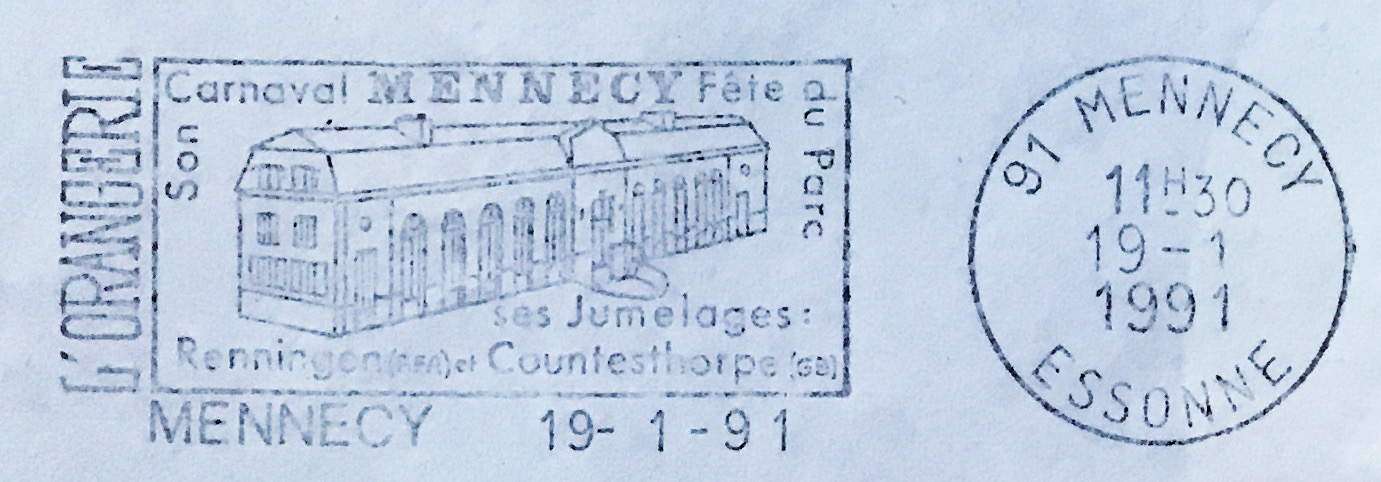 L'ORANGERIE
Son Carnaval MENNECY Fête du Parc
ses Jumelages:
Renningen (RFA) et Countesthorpe (GB)
MENNECY 19- 1 -91
91 MENNECY
11H30
19-1
1991
ESSONNE